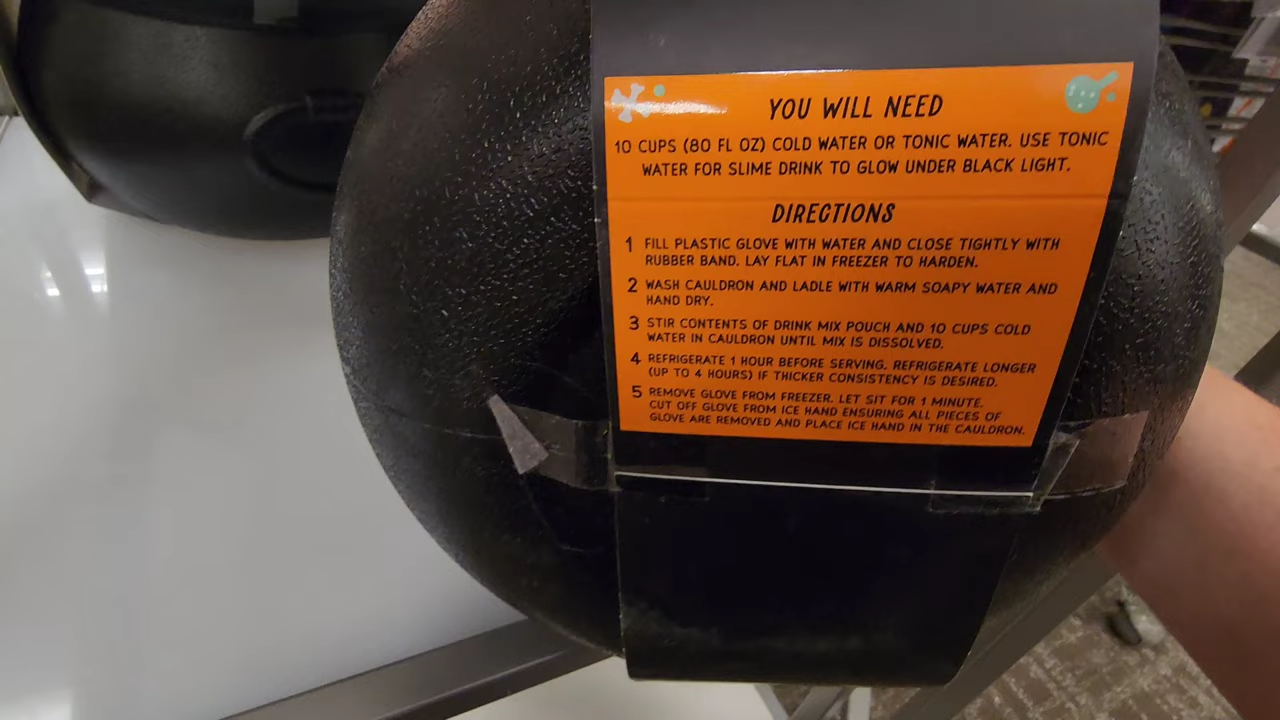 YOU WILL NEED
10 CUPS (80 FL OZ) COLD WATER OR TONIC WATER. USE TONIC
WATER FOR SLIME DRINK TO GLOW UNDER BLACK LIGHT.
DIRECTIONS
1 FILL PLASTIC GLOVE WITH WATER AND CLOSE TIGHTLY WITH
RUBBER BAND. LAY FLAT IN FREEZER TO HARDEN.
2 WASH CAULDRON AND LADLE WITH WARM SOAPY WATER AND
HAND DRY.
3 STIR CONTENTS OF DRINK MIX POUCH AND 10 CUPS COLD
WATER IN CAULDRON UNTIL MIX IS DISSOLVED.
4 REFRIGERATE 1 HOUR BEFORE SERVING. REFRIGERATE LONGER
(UP TO 4 HOURS) IF THICKER CONSISTENCY IS DESIRED.
5 REMOVE GLOVE FROM FREEZER. LET SIT FOR 1 MINUTE.
CUT OFF GLOVE FROM ICE HAND ENSURING ALL PIECES OF
GLOVE ARE REMOVED AND PLACE ICE HAND IN THE CAULDRON.